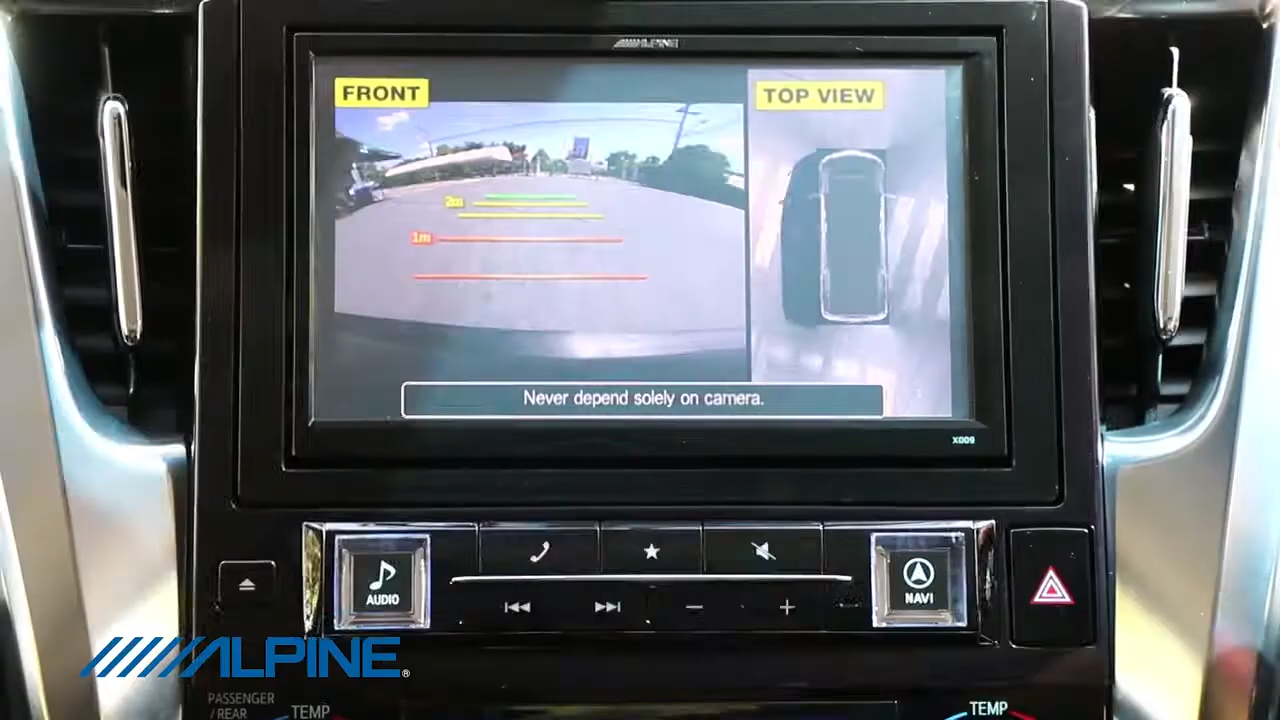 ALPINE
FRONT
TOP VIEW
2m
1m
Never depend solely on camera.
X009
AUDIO
NAVI
ALPINE®
PASSENGER
/REAR
TEMP
TEMP